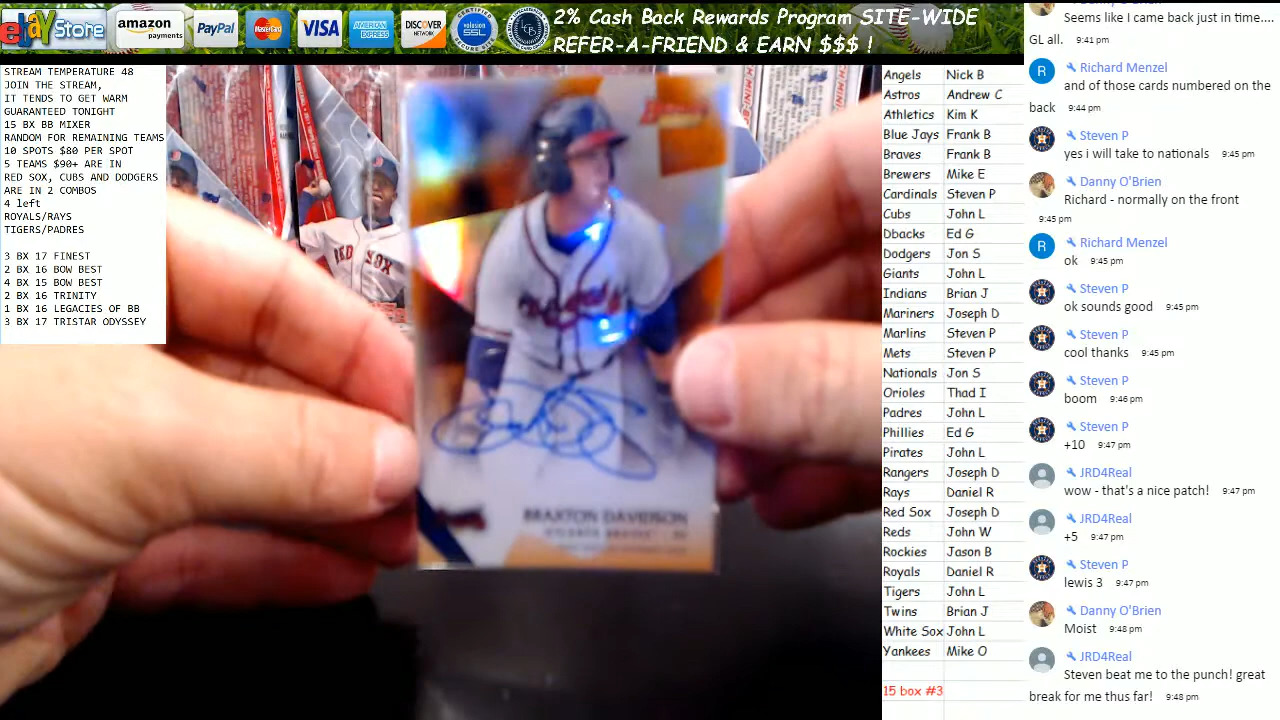 ebay Store
amazon payments
PayPal
MasterCard
VISA
AMERICAN EXPRESS
DISCOVER NETWORK
2% Cash Back Rewards Program SITE-WIDE
REFER-A-FRIEND & EARN $$$ !
STREAM TEMPERATURE 48
JOIN THE STREAM,
IT TENDS TO GET WARM
GUARANTEED TONIGHT
15 BX BB MIXER
RANDOM FOR REMAINING TEAMS
10 SPOTS $80 PER SPOT
5 TEAMS $90+ ARE IN
RED SOX, CUBS AND DODGERS
ARE IN 2 COMBOS
4 left
ROYALS/RAYS
TIGERS/PADRES
3 BX 17 FINEST
2 BX 16 BOW BEST
4 BX 15 BOW BEST
2 BX 16 TRINITY
1 BX 16 LEGACIES OF BB
3 BX 17 TRISTAR ODYSSEY
RED SOX
BRAXTON DAVIDSON
Angels Nick B
Astros Andrew C
Athletics Kim K
Blue Jays Frank B
Braves Frank B
Brewers Mike E
Cardinals Steven P
Cubs John L
Dbacks Ed G
Dodgers Jon S
Giants John L
Indians Brian J
Mariners Joseph D
Marlins Steven P
Mets Steven P
Nationals Jon S
Orioles Thad I
Padres John L
Phillies Ed G
Pirates John L
Rangers Joseph D
Rays Daniel R
Red Sox Joseph D
Reds John W
Rockies Jason B
Royals Daniel R
Tigers John L
Twins Brian J
White Sox John L
Yankees Mike O
15 box #3
Seems like I came back just in time....
GL all. 9:41 pm
R Richard Menzel
and of those cards numbered on the
back 9:44 pm
Steven P
yes i will take to nationals 9:45 pm
Danny O'Brien
Richard - normally on the front
9:45 pm
R Richard Menzel
ok 9:45 pm
Steven P
ok sounds good 9:45 pm
Steven P
cool thanks 9:45 pm
Steven P
boom 9:46 pm
Steven P
+10 9:47 pm
JRD4Real
wow - that's a nice patch! 9:47 pm
JRD4Real
+5 9:47 pm
Steven P
lewis 3 9:47 pm
Danny O'Brien
Moist 9:48 pm
JRD4Real
Steven beat me to the punch! great
break for me thus far! 9:48 pm